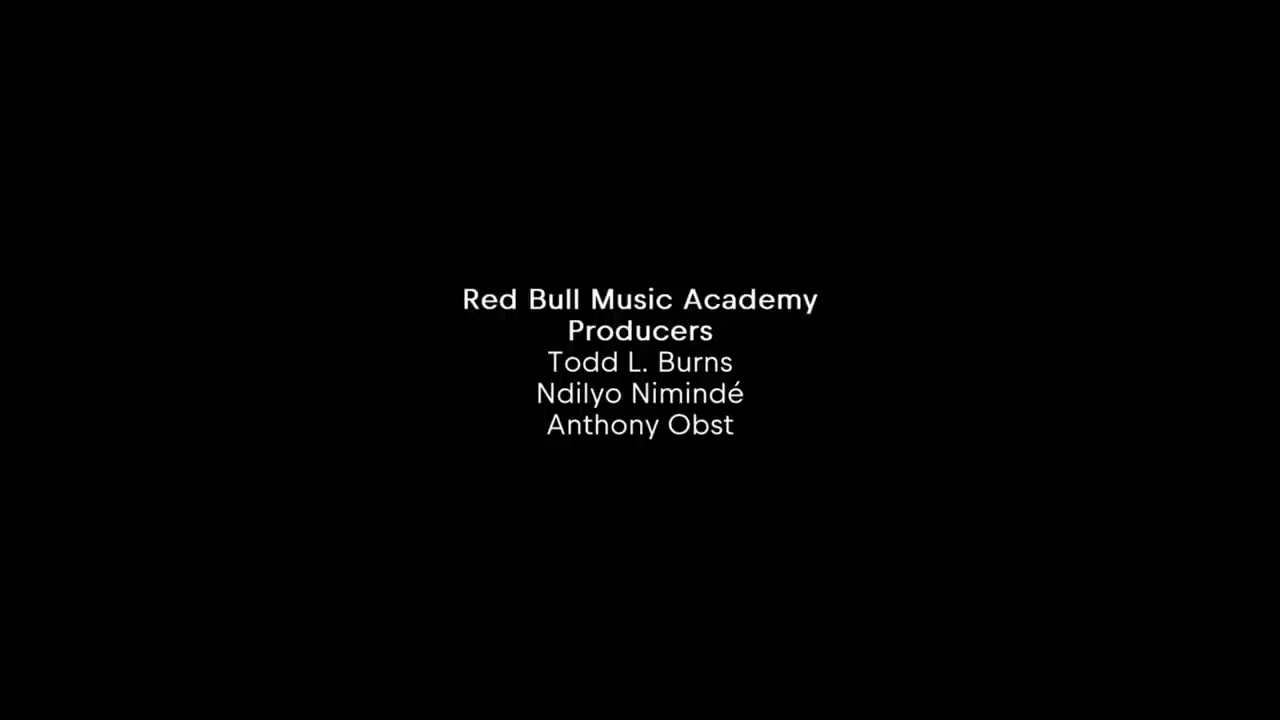 Red Bull Music Academy
Producers
Todd L. Burns
Ndilyo Nimindé
Anthony Obst